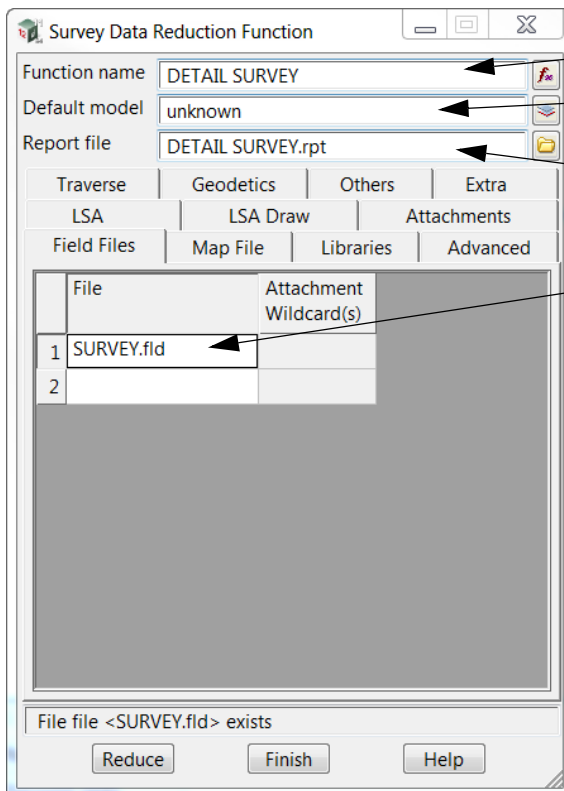 Survey Data Reduction Function
Function name DETAIL SURVEY
Default model unknown
Report file DETAIL SURVEY.rpt
Traverse Geodetics Others Extra
LSA LSA Draw Attachments
Field Files Map File Libraries Advanced
File Attachment
Wildcard(s)
1 SURVEY.fld
2
File file <SURVEY.fld> exists
Reduce Finish Help